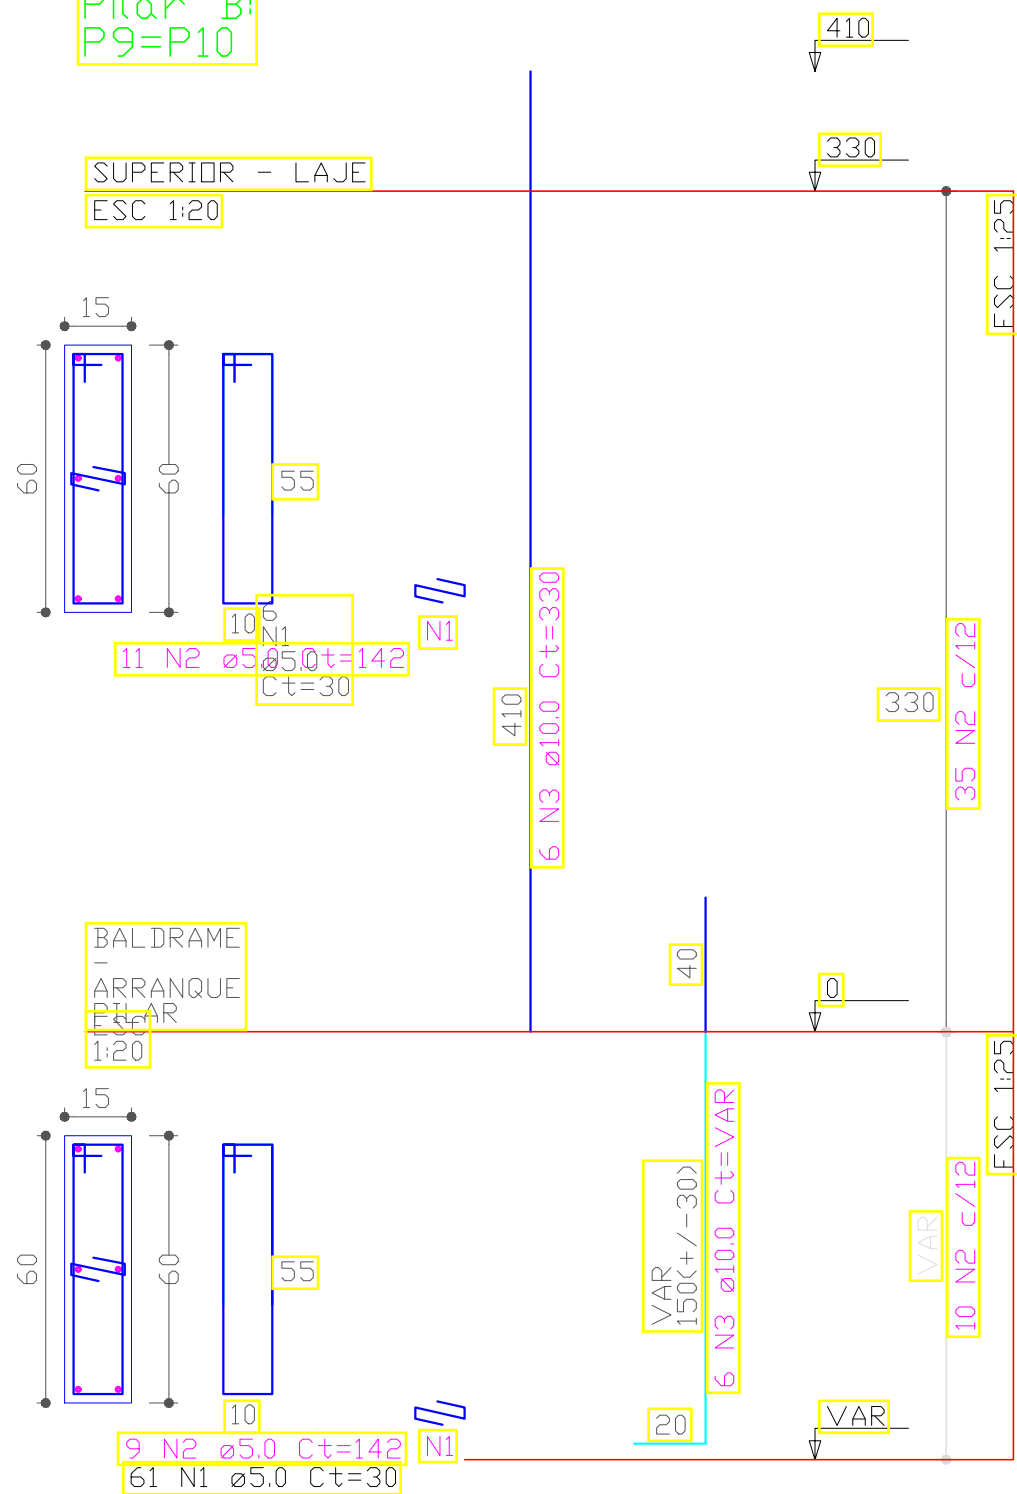 Pilar B:
P9=P10
410
330
SUPERIOR - LAJE
ESC 1:20
ESC 1:25
15
60
60
55
10
6
N1
ø5.0
Ct=30
11 N2 ø5.0 Ct=142
N1
410
6 N3 ø10.0 Ct=330
330
35 N2 c/12
BALDRAME
-
ARRANQUE
PILAR
ESC
1:20
40
0
ESC 1:25
15
60
60
55
10
9 N2 ø5.0 Ct=142
61 N1 ø5.0 Ct=30
N1
VAR
150(+/-30)
6 N3 ø10.0 Ct=VAR
20
VAR
10 N2 c/12
VAR